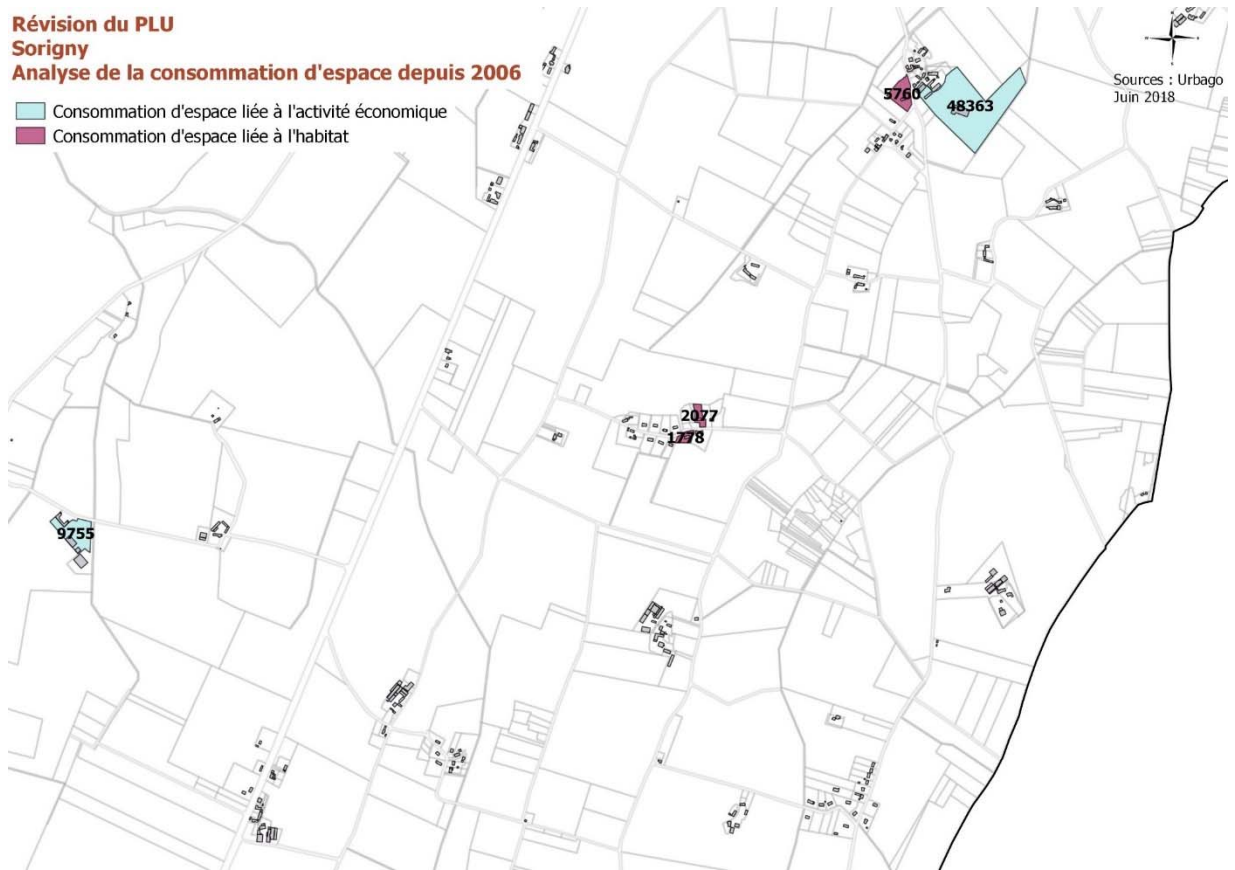 Révision du PLU
Sorigny
Analyse de la consommation d'espace depuis 2006
Consommation d'espace liée à l'activité économique
Consommation d'espace liée à l'habitat
Sources : Urbago
Juin 2018
5760
48363
2077
1778
9755